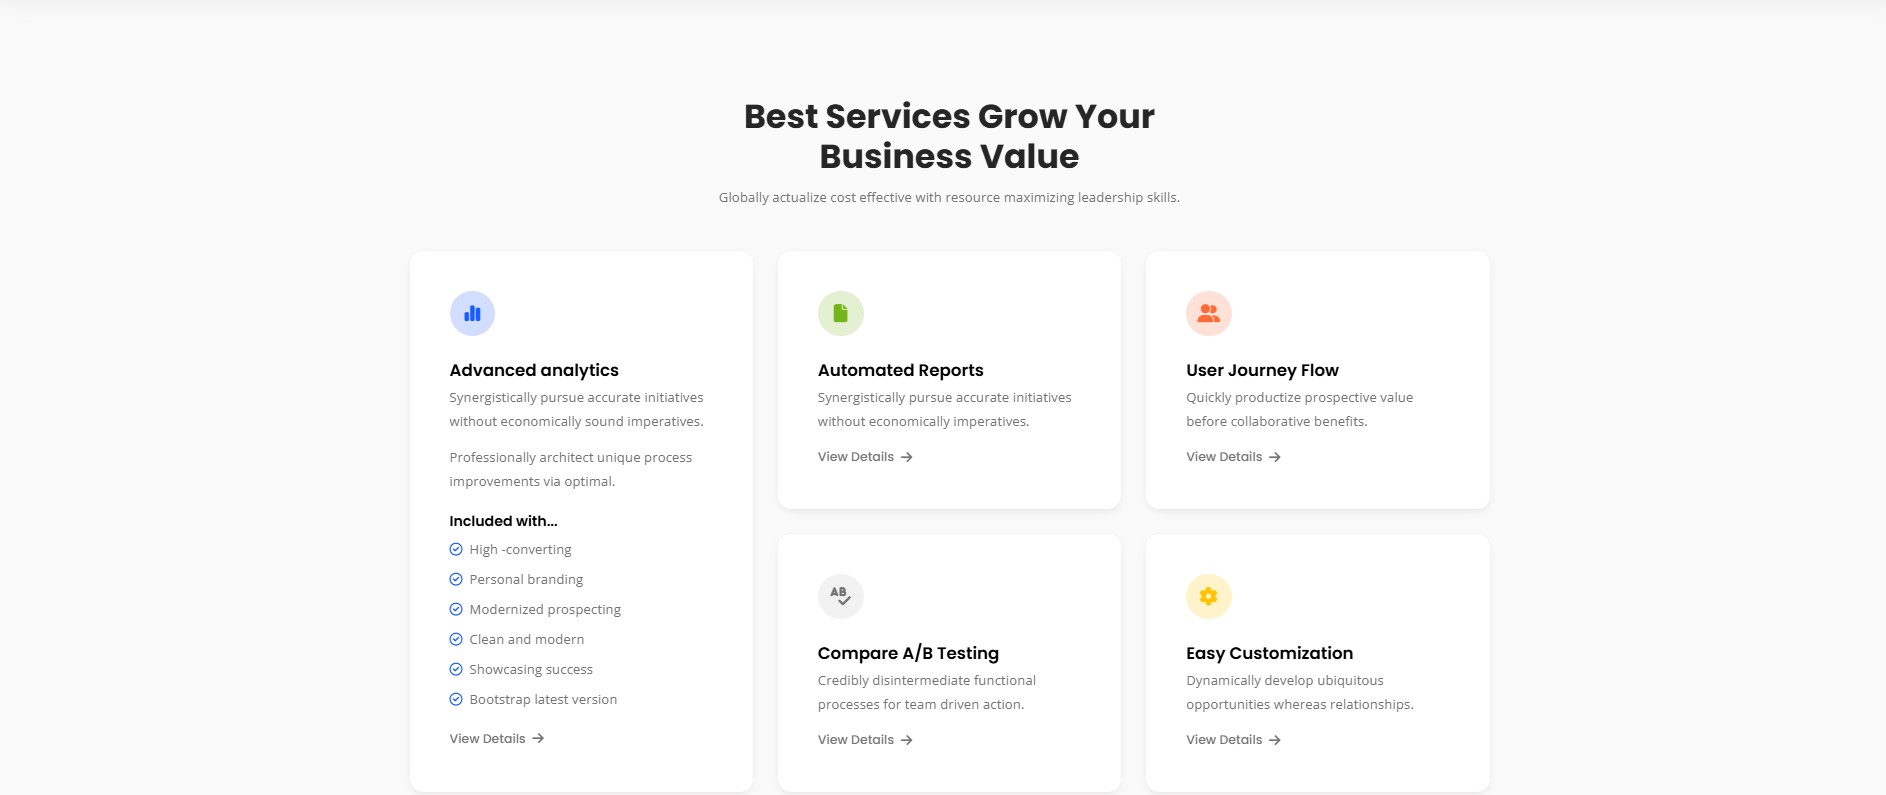 Best Services Grow Your
Business Value
Globally actualize cost effective with resource maximizing leadership skills.
Advanced analytics
Synergistically pursue accurate initiatives
without economically sound imperatives.
Professionally architect unique process
improvements via optimal.
Included with...
High -converting
Personal branding
Modernized prospecting
Clean and modern
Showcasing success
Bootstrap latest version
View Details
Automated Reports
Synergistically pursue accurate initiatives
without economically imperatives.
View Details
User Journey Flow
Quickly productize prospective value
before collaborative benefits.
View Details
AB
Compare A/B Testing
Credibly disintermediate functional
processes for team driven action.
View Details
Easy Customization
Dynamically develop ubiquitous
opportunities whereas relationships.
View Details